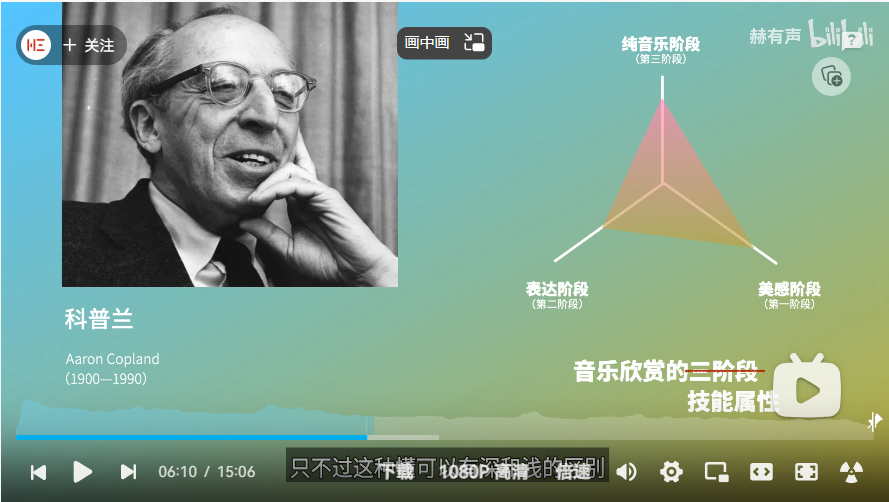 关注
画中画
赫有声 bilibili
纯音乐阶段
(第三阶段)
表达阶段
(第二阶段)
美感阶段
(第一阶段)
科普兰
Aaron Copland
(1900—1990)
音乐欣赏的三阶段
技能属性
只不过这种懂可以有深和浅的区别
06:10 / 15:06
下载
1080P 高清
倍速